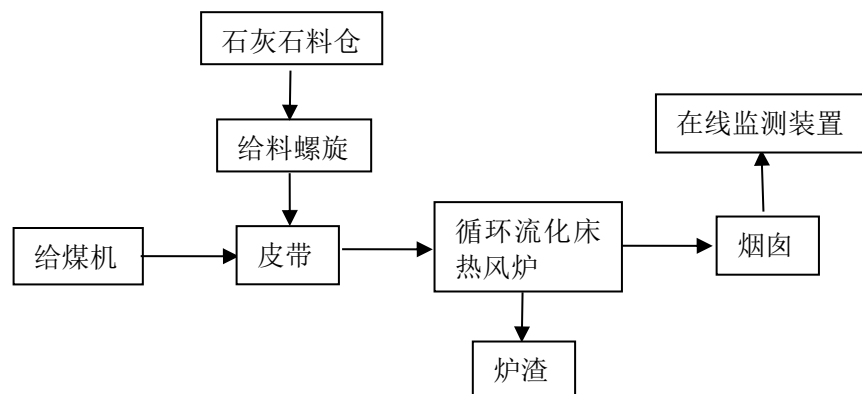 石灰石料仓
给料螺旋
在线监测装置
给煤机
皮带
循环流化床
热风炉
烟囱
炉渣